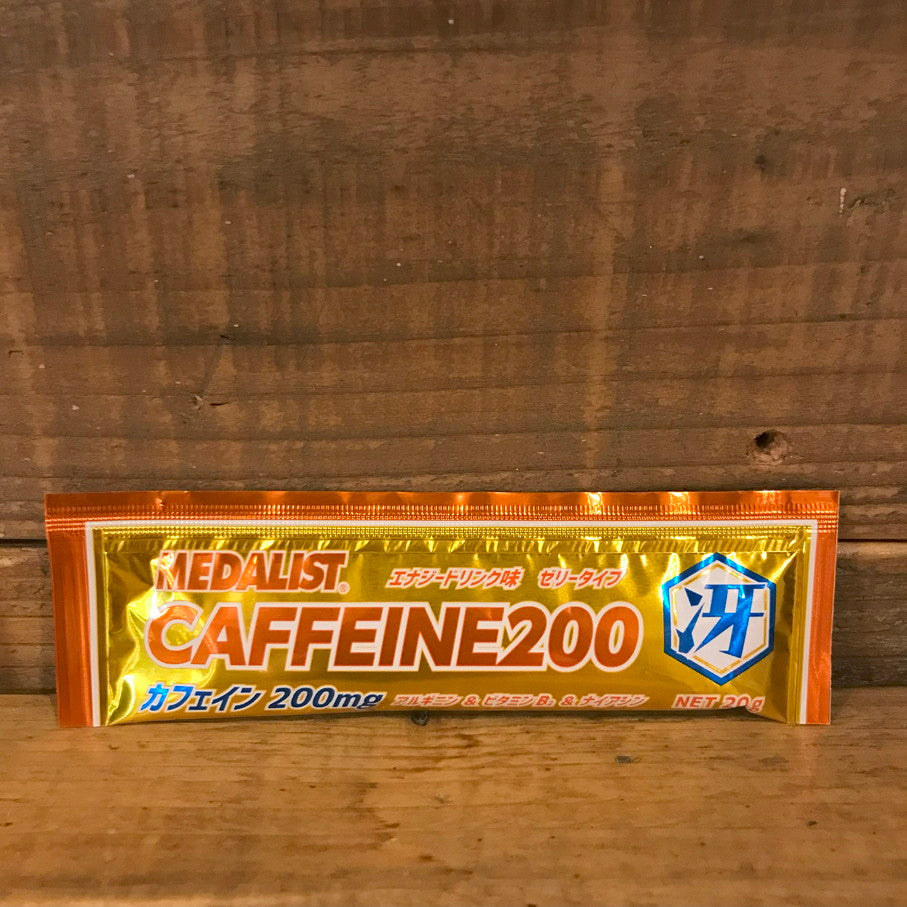 MEDALIST®
エナジードリンク味 ゼリータイプ
CAFFEINE200
冴
カフェイン 200mg
アルギニン & ビタミンB₁ & ナイアシン
NET 20g